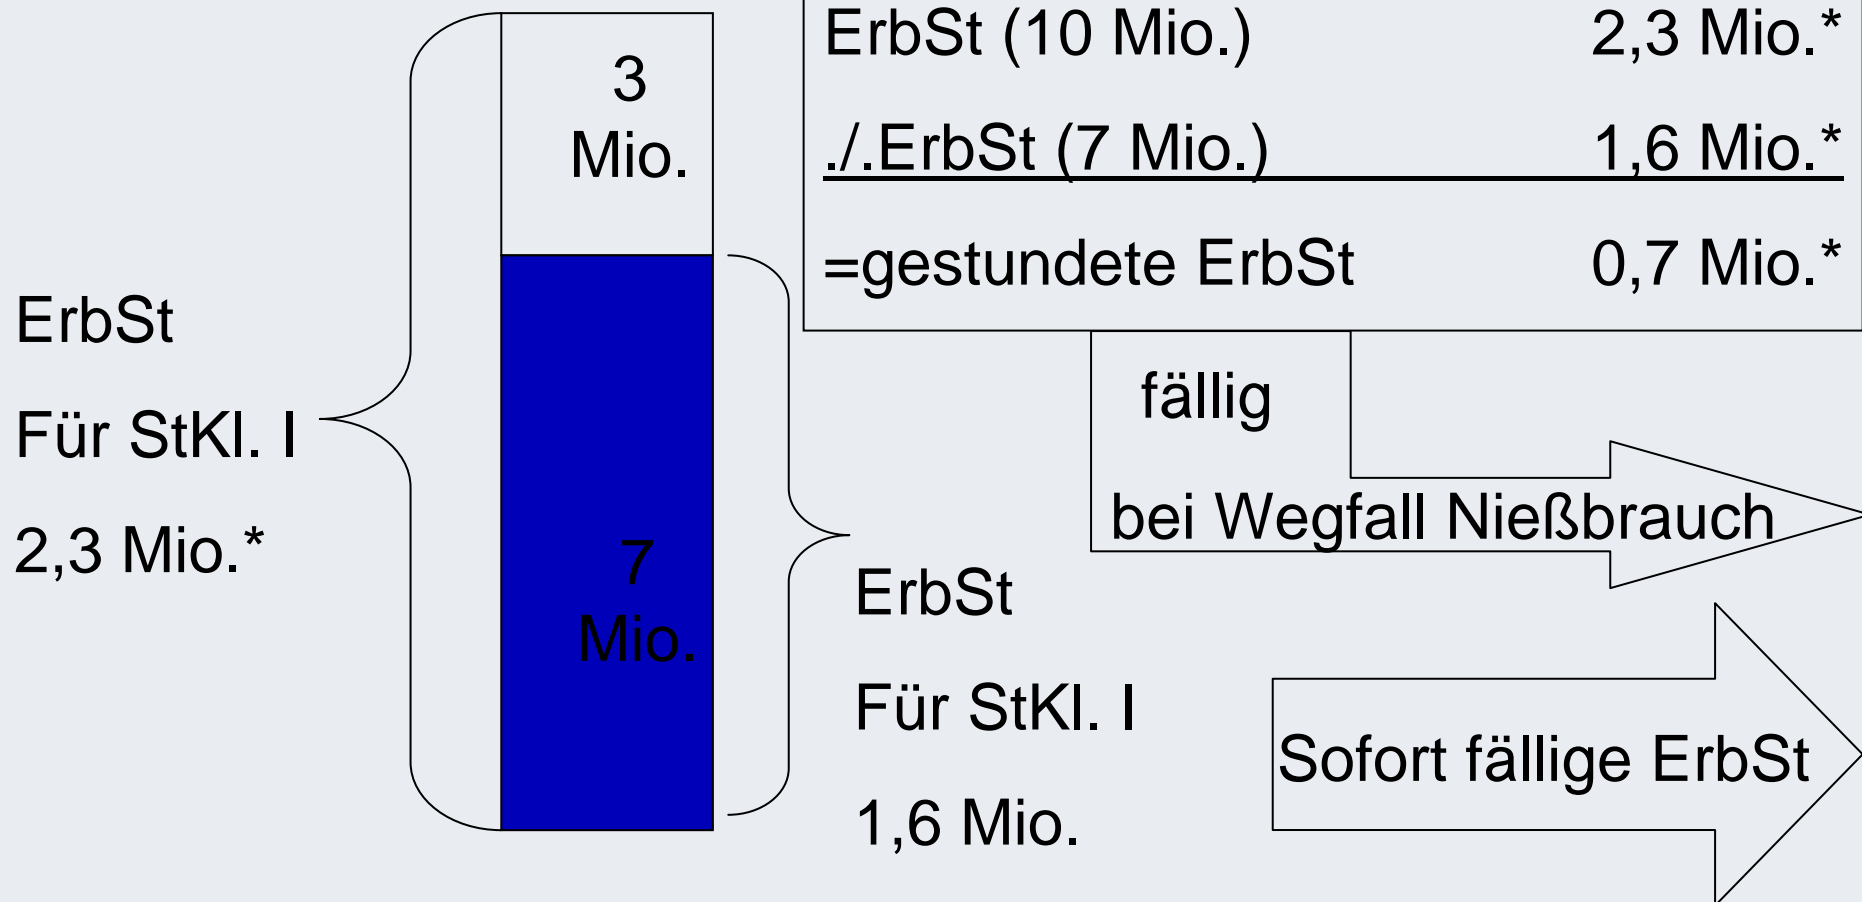 ErbSt (10 Mio.) 2,3 Mio.*
./.ErbSt (7 Mio.) 1,6 Mio.*
=gestundete ErbSt 0,7 Mio.*
3
Mio.
ErbSt
Für StKl. I
2,3 Mio.*
7
Mio.
fällig
bei Wegfall Nießbrauch
ErbSt
Für StKl. I
1,6 Mio.
Sofort fällige ErbSt